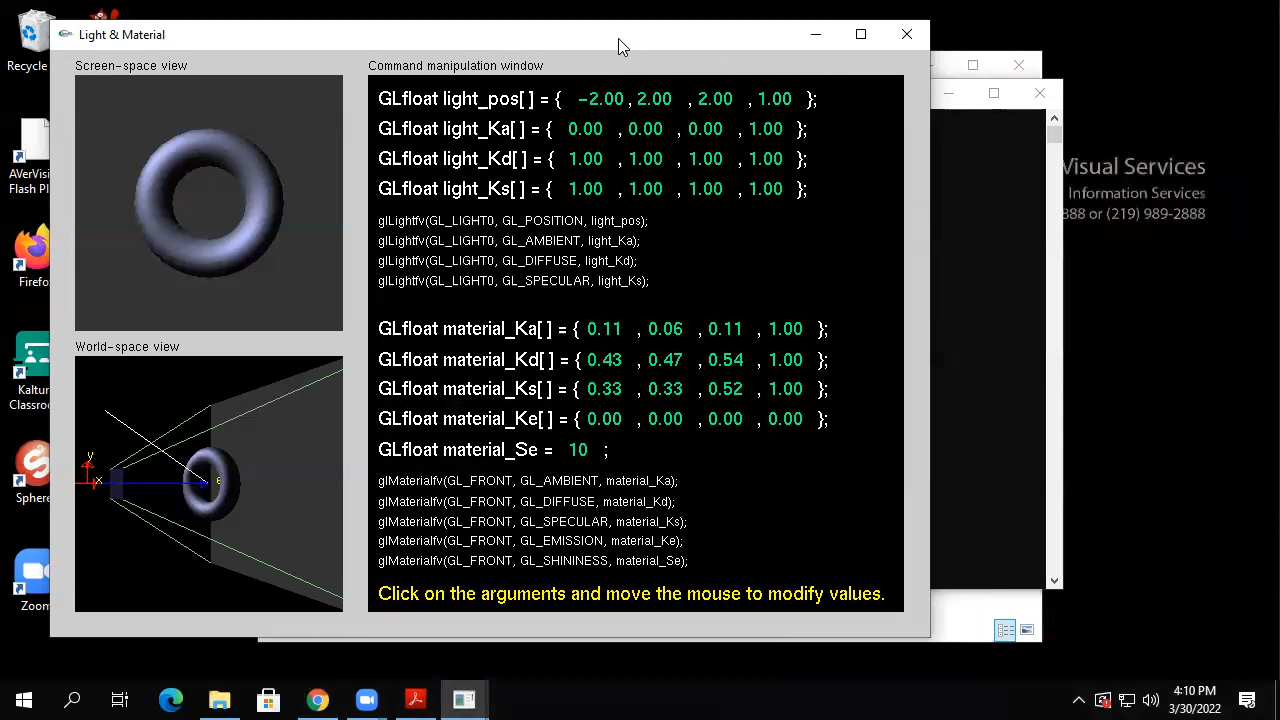 Recycle
AVerVis
Flash Pl
Firefo
Kaltur
Classroo
Sphere
Zoom
Light & Material
Screen-space view
World-space view
y
x
Command manipulation window
GLfloat light_pos[ ] = { -2.00 , 2.00 , 2.00 , 1.00 };
GLfloat light_Ka[ ] = { 0.00 , 0.00 , 0.00 , 1.00 };
GLfloat light_Kd[ ] = { 1.00 , 1.00 , 1.00 , 1.00 };
GLfloat light_Ks[ ] = { 1.00 , 1.00 , 1.00 , 1.00 };
glLightfv(GL_LIGHT0, GL_POSITION, light_pos);
glLightfv(GL_LIGHT0, GL_AMBIENT, light_Ka);
glLightfv(GL_LIGHT0, GL_DIFFUSE, light_Kd);
glLightfv(GL_LIGHT0, GL_SPECULAR, light_Ks);
GLfloat material_Ka[ ] = { 0.11 , 0.06 , 0.11 , 1.00 };
GLfloat material_Kd[ ] = { 0.43 , 0.47 , 0.54 , 1.00 };
GLfloat material_Ks[ ] = { 0.33 , 0.33 , 0.52 , 1.00 };
GLfloat material_Ke[ ] = { 0.00 , 0.00 , 0.00 , 0.00 };
GLfloat material_Se = 10 ;
glMaterialfv(GL_FRONT, GL_AMBIENT, material_Ka);
glMaterialfv(GL_FRONT, GL_DIFFUSE, material_Kd);
glMaterialfv(GL_FRONT, GL_SPECULAR, material_Ks);
glMaterialfv(GL_FRONT, GL_EMISSION, material_Ke);
glMaterialfv(GL_FRONT, GL_SHININESS, material_Se);
Click on the arguments and move the mouse to modify values.
Visual Services
Information Services
888 or (219) 989-2888
4:10 PM
3/30/2022